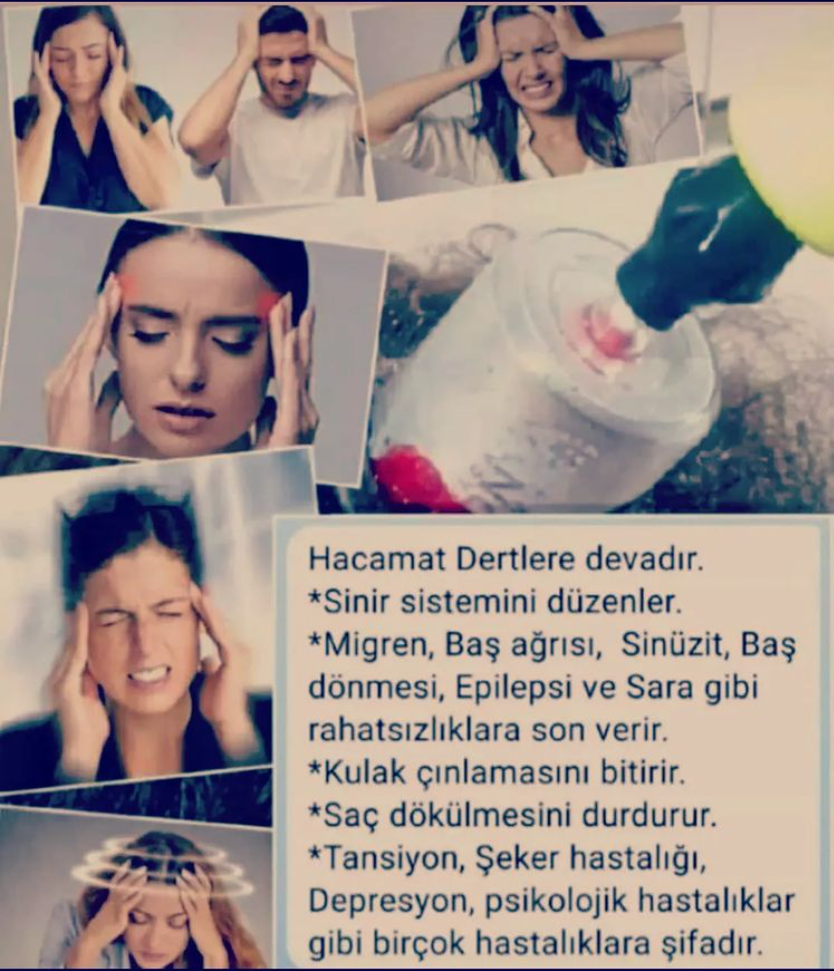 Hacamat Dertlere devadır.
*Sinir sistemini düzenler.
*Migren, Baş ağrısı, Sinüzit, Baş
dönmesi, Epilepsi ve Sara gibi
rahatsızlıklara son verir.
*Kulak çınlamasını bitirir.
*Saç dökülmesini durdurur.
*Tansiyon, Şeker hastalığı,
Depresyon, psikolojik hastalıklar
gibi birçok hastalıklara şifadır.